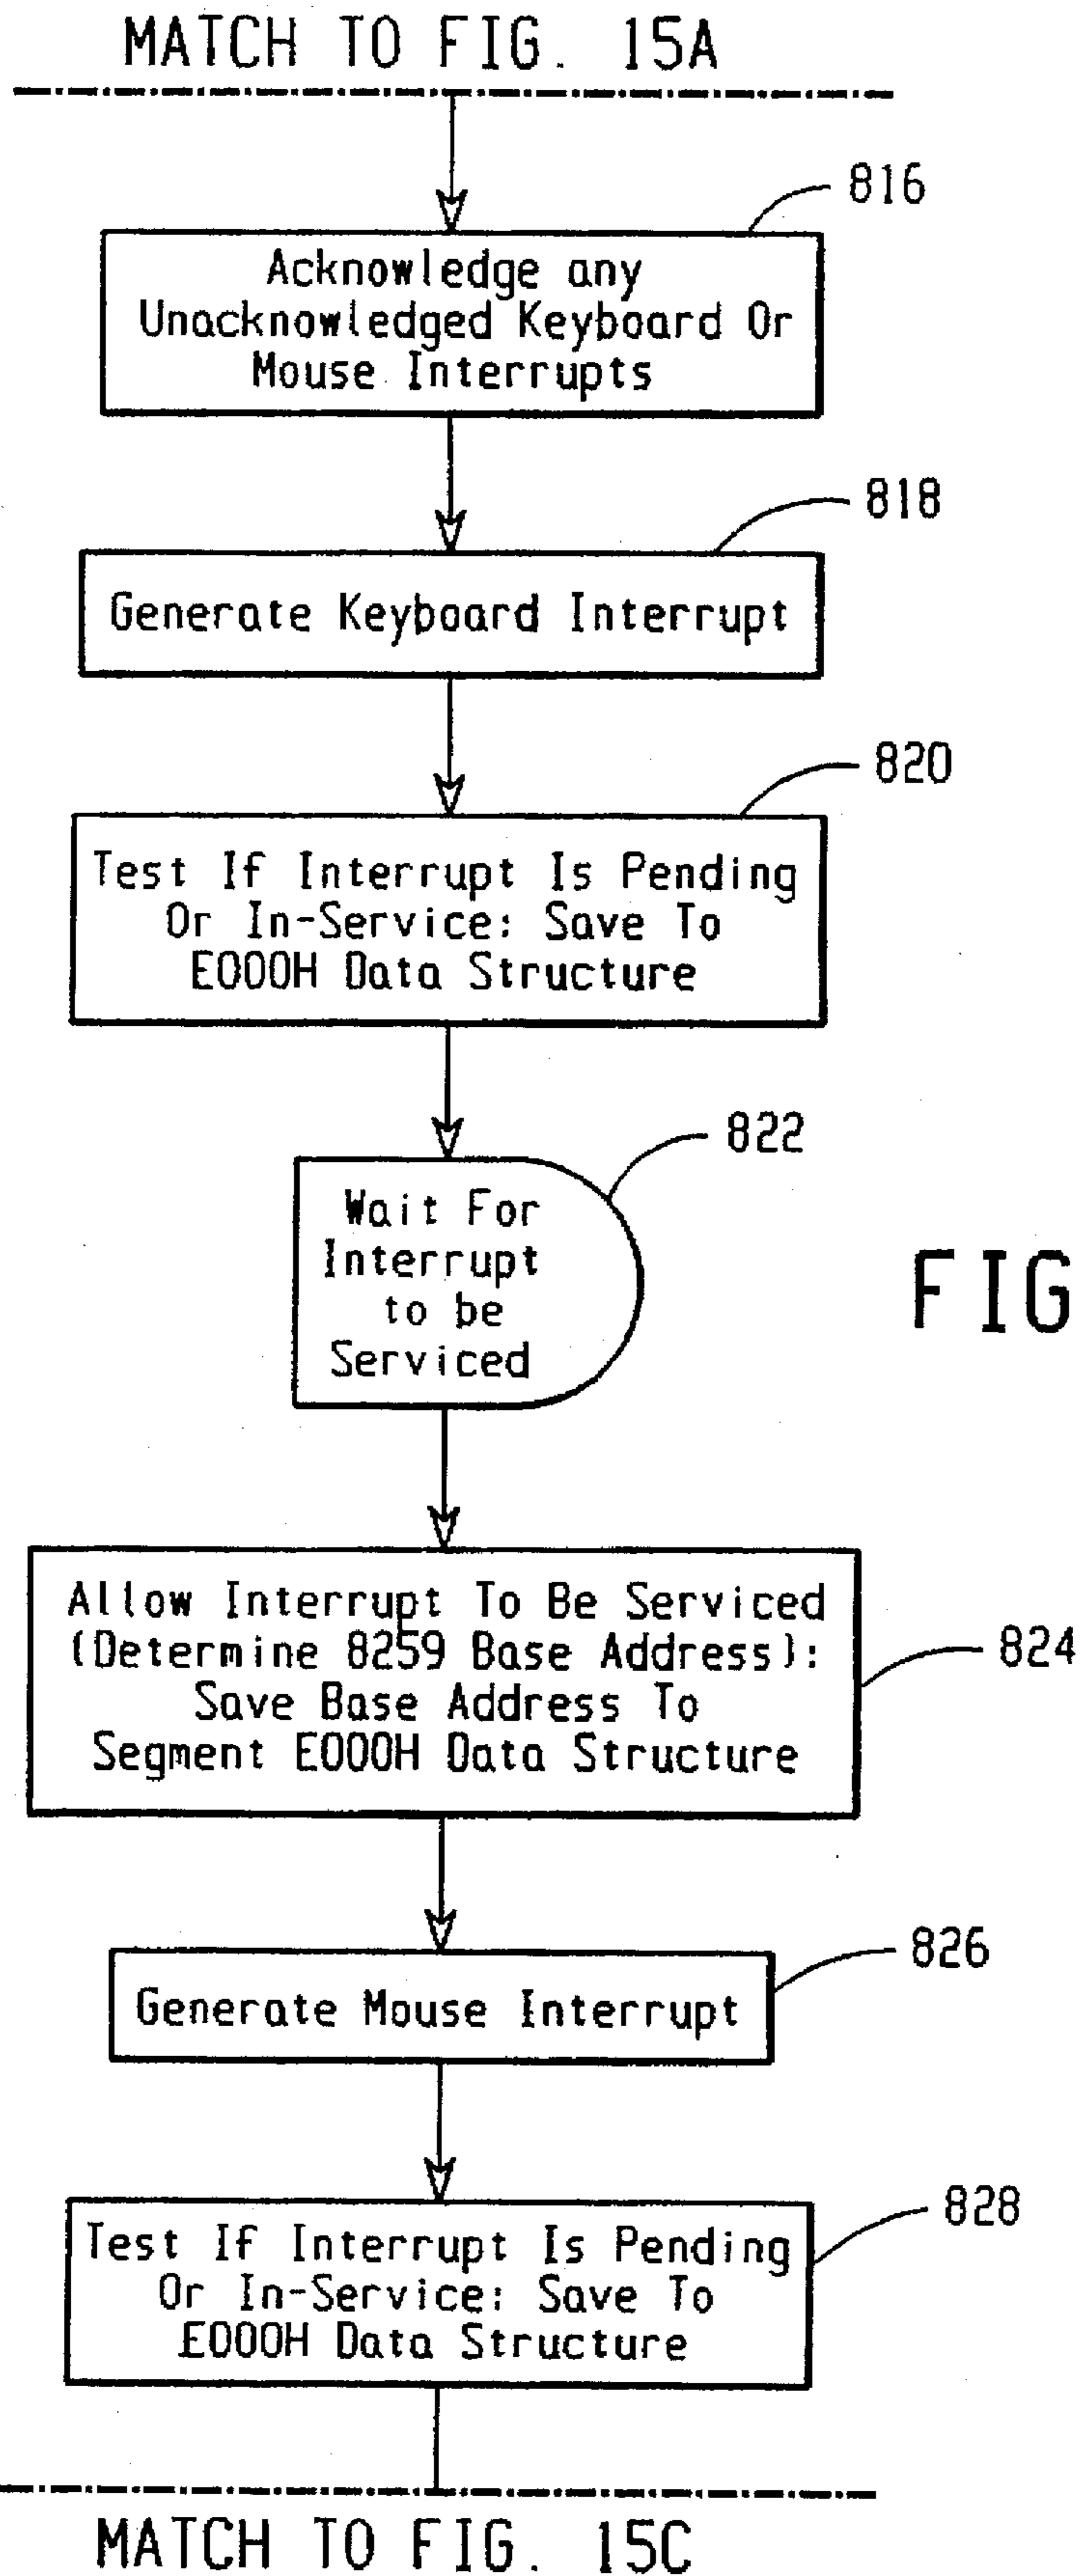 MATCH TO FIG. 15A
816
Acknowledge any
Unacknowledged Keyboard Or
Mouse Interrupts
818
Generate Keyboard Interrupt
820
Test If Interrupt Is Pending
Or In-Service: Save To
E000H Data Structure
822
Wait For
Interrupt
to be
Serviced
FIG
Allow Interrupt To Be Serviced
(Determine 8259 Base Address):
Save Base Address To
Segment E000H Data Structure
824
826
Generate Mouse Interrupt
828
Test If Interrupt Is Pending
Or In-Service: Save To
E000H Data Structure
MATCH TO FIG. 15C